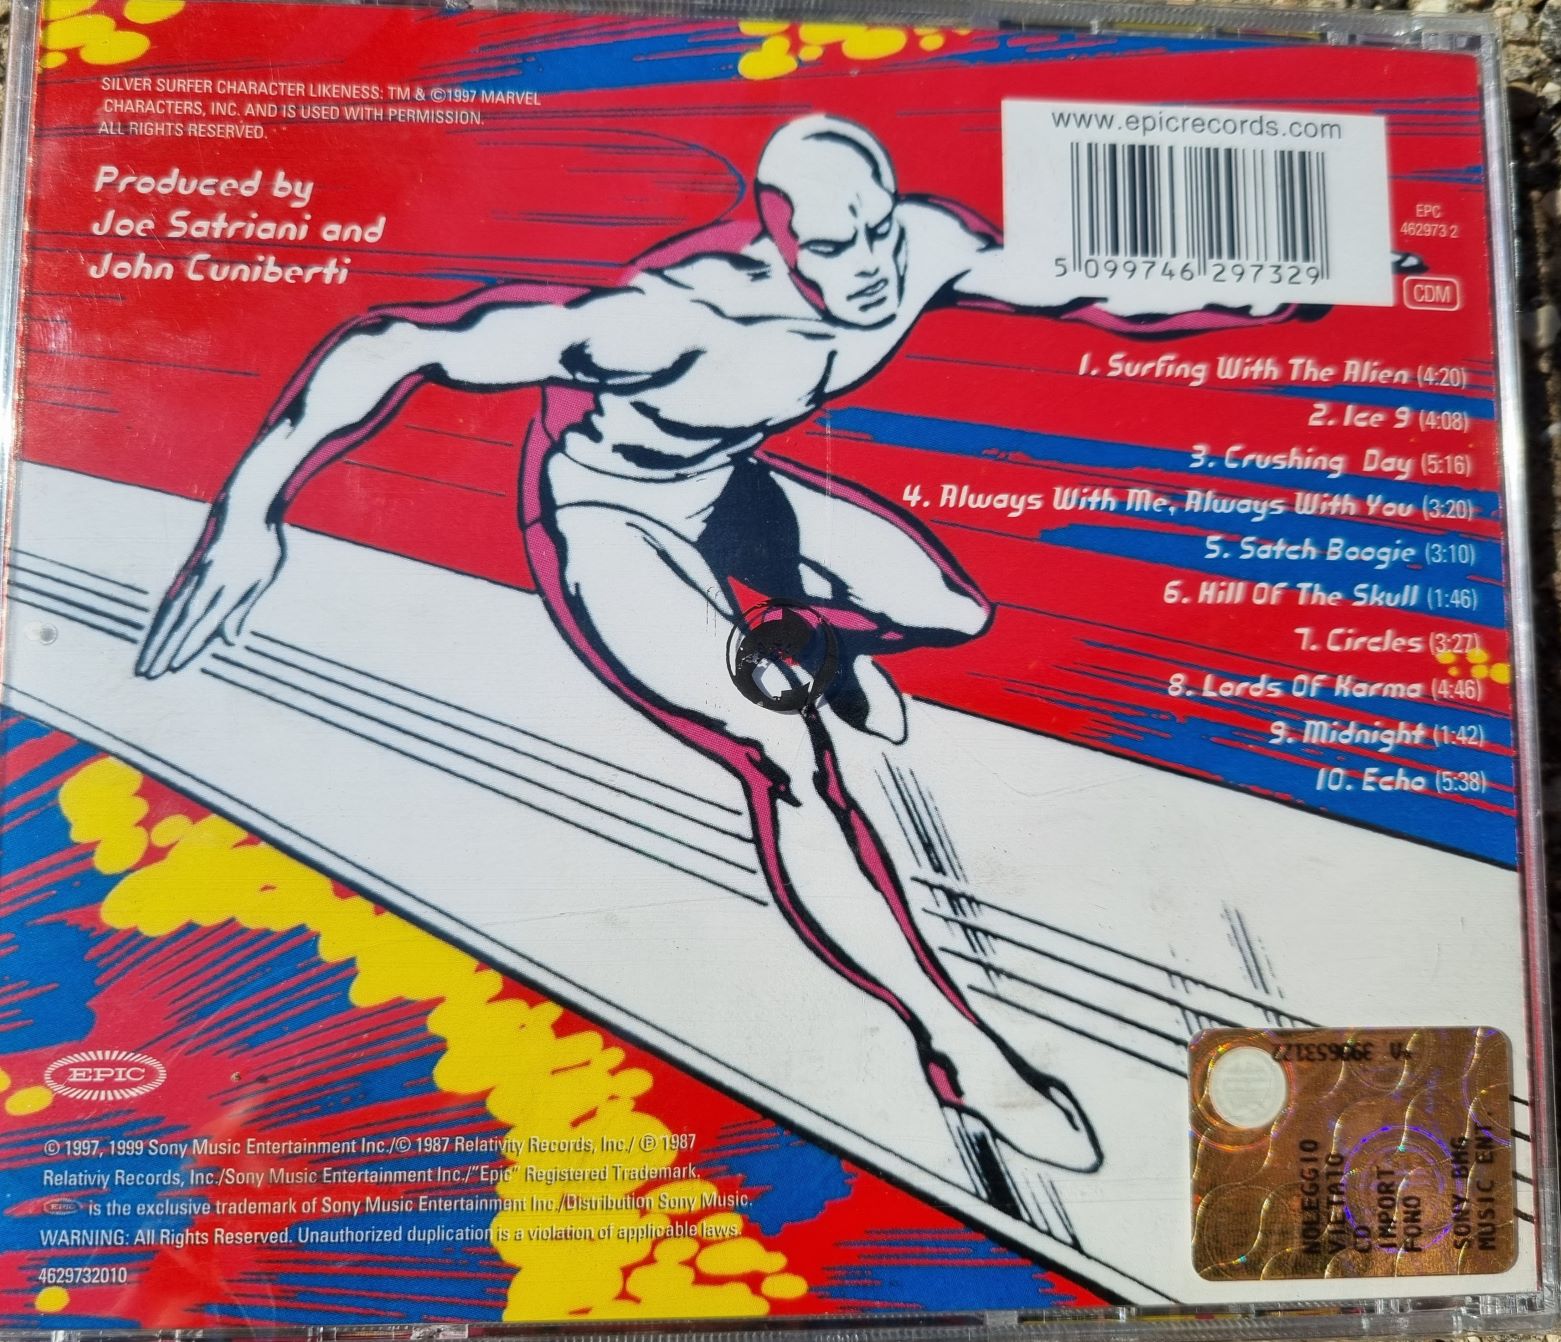 SILVER SURFER CHARACTER LIKENESS: TM & ©1997 MARVEL
CHARACTERS, INC. AND IS USED WITH PERMISSION.
ALL RIGHTS RESERVED.
Produced by
Joe Satriani and
John Cuniberti
www.epicrecords.com
5 099746 297329
EPC
462973 2
CDM
1. Surfing With The Alien (4:20)
2. Ice 9 (4:08)
3. Crushing Day (5:16)
4. Always With Me, Always With You (3:20)
5. Satch Boogie (3:10)
6. Hill Of The Skull (1:46)
7. Circles (3:27)
8. Lords Of Karma (4:46)
9. Midnight (1:42)
10. Echo (5:38)
EPIC
© 1997, 1999 Sony Music Entertainment Inc./© 1987 Relativity Records, Inc./ ℗ 1987
Relativiy Records, Inc./Sony Music Entertainment Inc./"Epic" Registered Trademark.
EPIC is the exclusive trademark of Sony Music Entertainment Inc./Distribution Sony Music.
WARNING: All Rights Reserved. Unauthorized duplication is a violation of applicable laws.
4629732010
NOLEGGIO
VIETATO
CD
IMPORT
FONO
SONY BMG
MUSIC ENT.